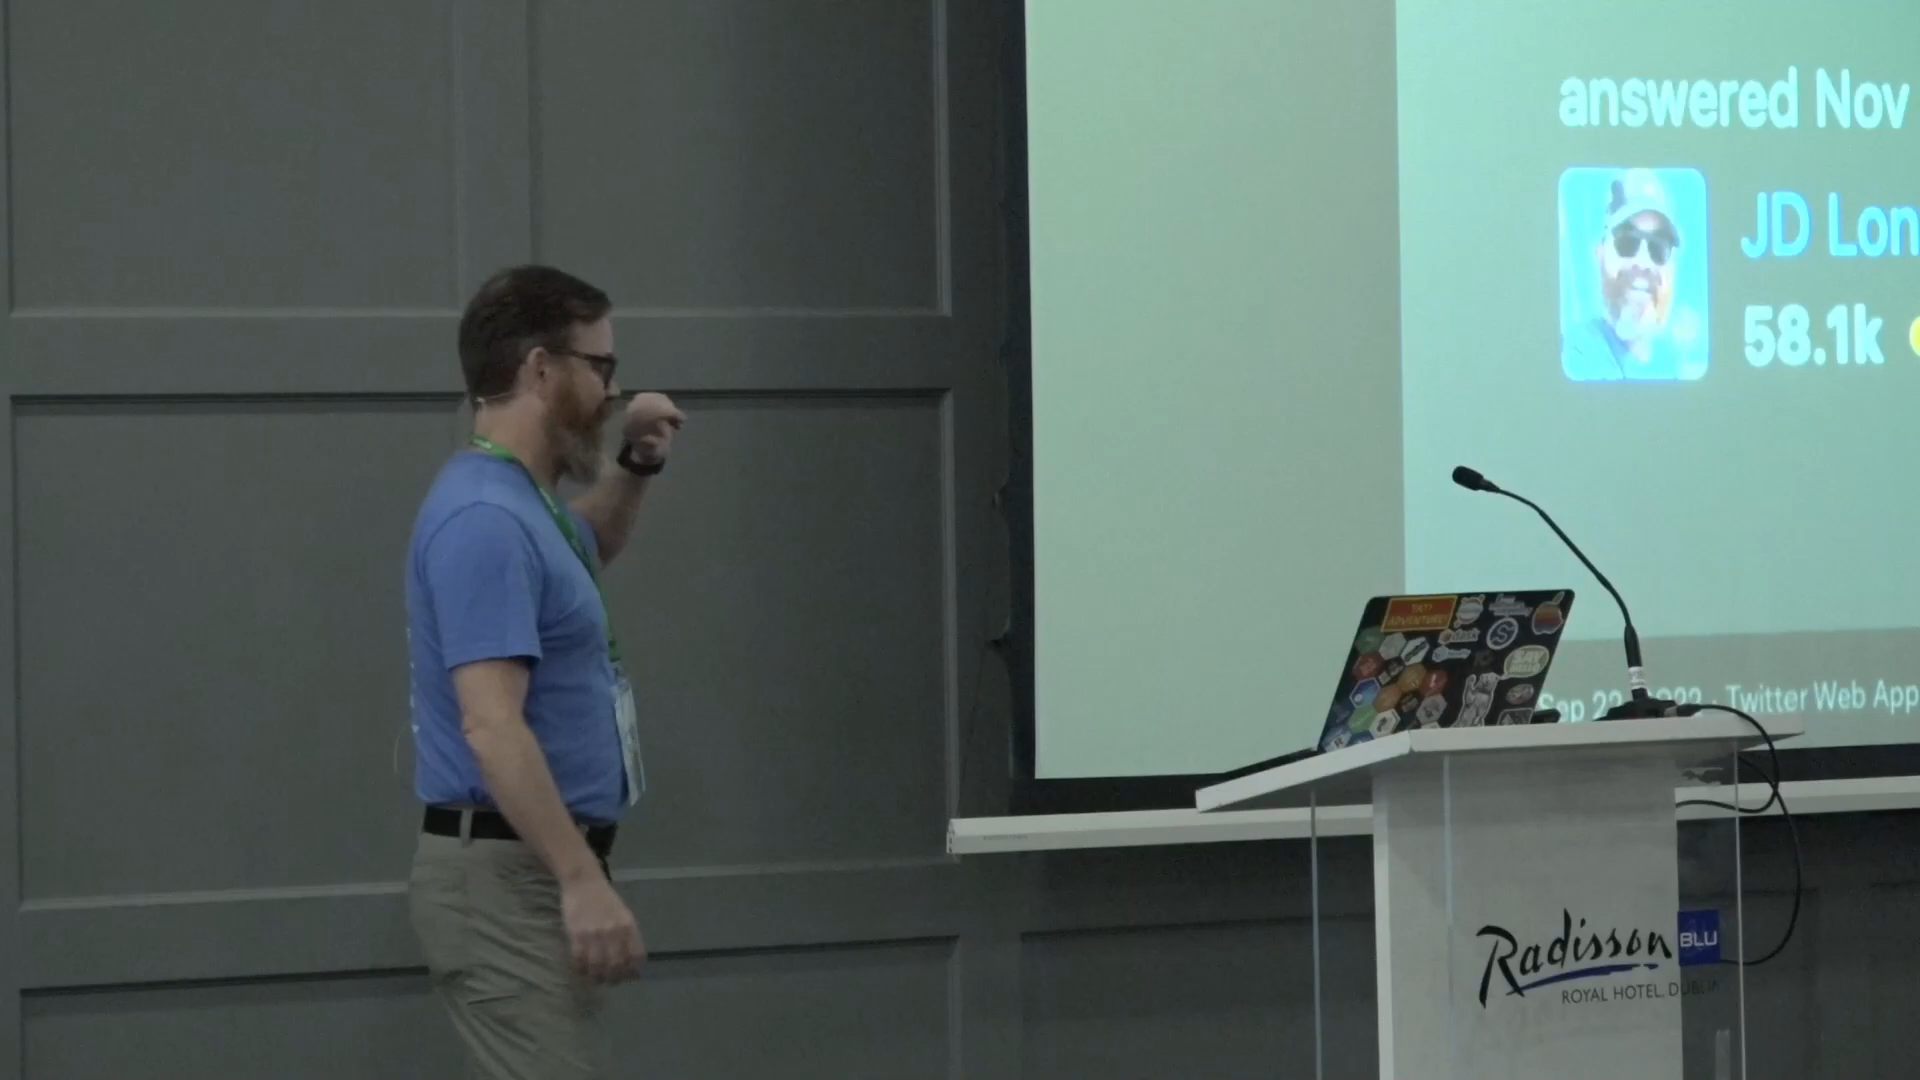 answered Nov
JD Lon
58.1k
Twitter Web App
Radisson
BLU
ROYAL HOTEL, DUBLIN